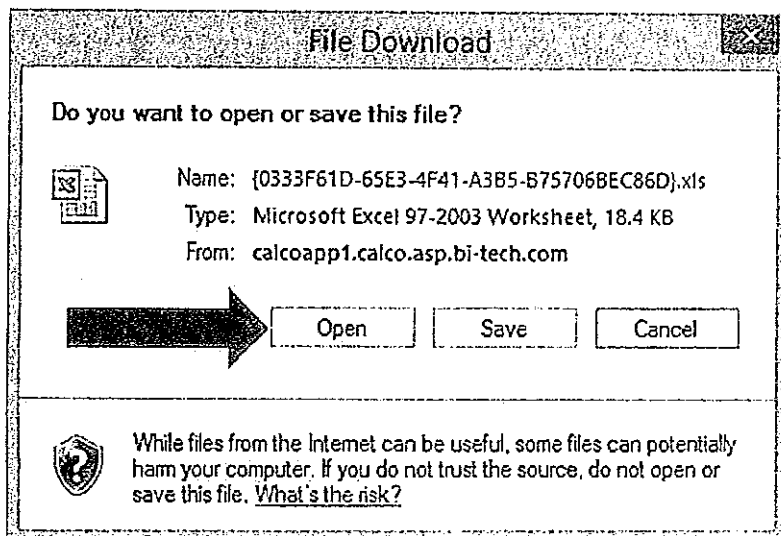 File Download
Do you want to open or save this file?
Name: {0333F61D-65E3-4F41-A3B5-B75706BEC86D}.xls
Type: Microsoft Excel 97-2003 Worksheet, 18.4 KB
From: calcoapp1.calco.asp.bi-tech.com
Open Save Cancel
While files from the Internet can be useful, some files can potentially
harm your computer. If you do not trust the source, do not open or
save this file. What's the risk?